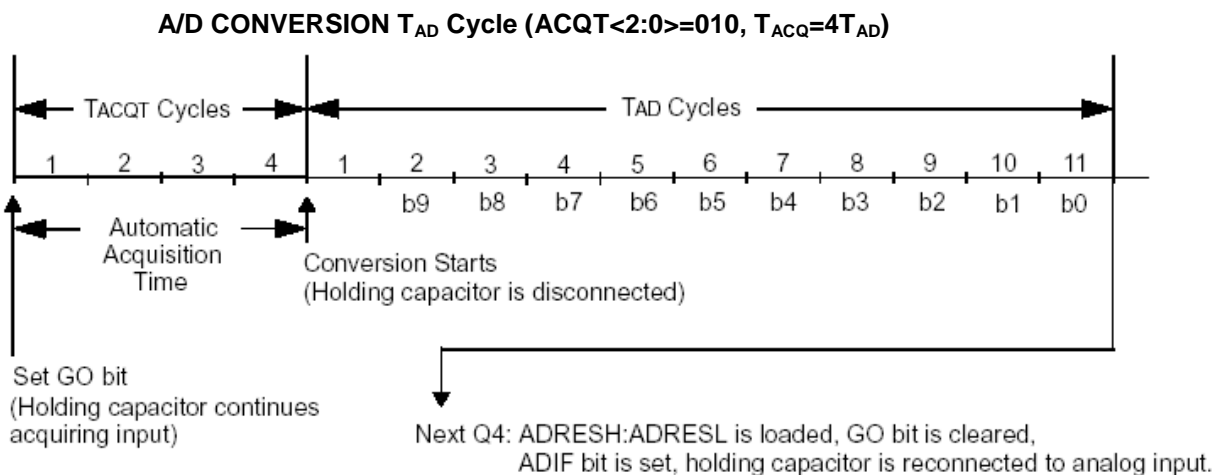 A/D CONVERSION TAD Cycle (ACQT<2:0>=010, TACQ=4TAD)
TACQT Cycles
TAD Cycles
1 2 3 4 1 2 3 4 5 6 7 8 9 10 11
b9 b8 b7 b6 b5 b4 b3 b2 b1 b0
Automatic
Acquisition
Time
Conversion Starts
(Holding capacitor is disconnected)
Set GO bit
(Holding capacitor continues
acquiring input)
Next Q4: ADRESH:ADRESL is loaded, GO bit is cleared,
ADIF bit is set, holding capacitor is reconnected to analog input.